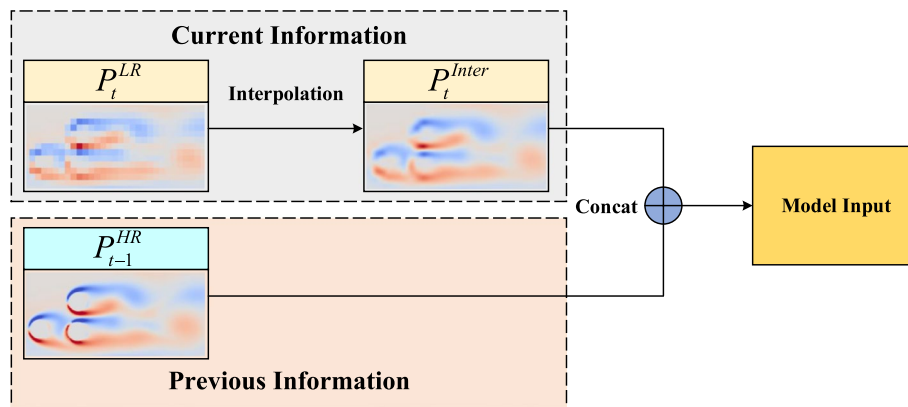 Current Information
P_t^{LR}
Interpolation
P_t^{Inter}
Concat
Model Input
P_{t-1}^{HR}
Previous Information